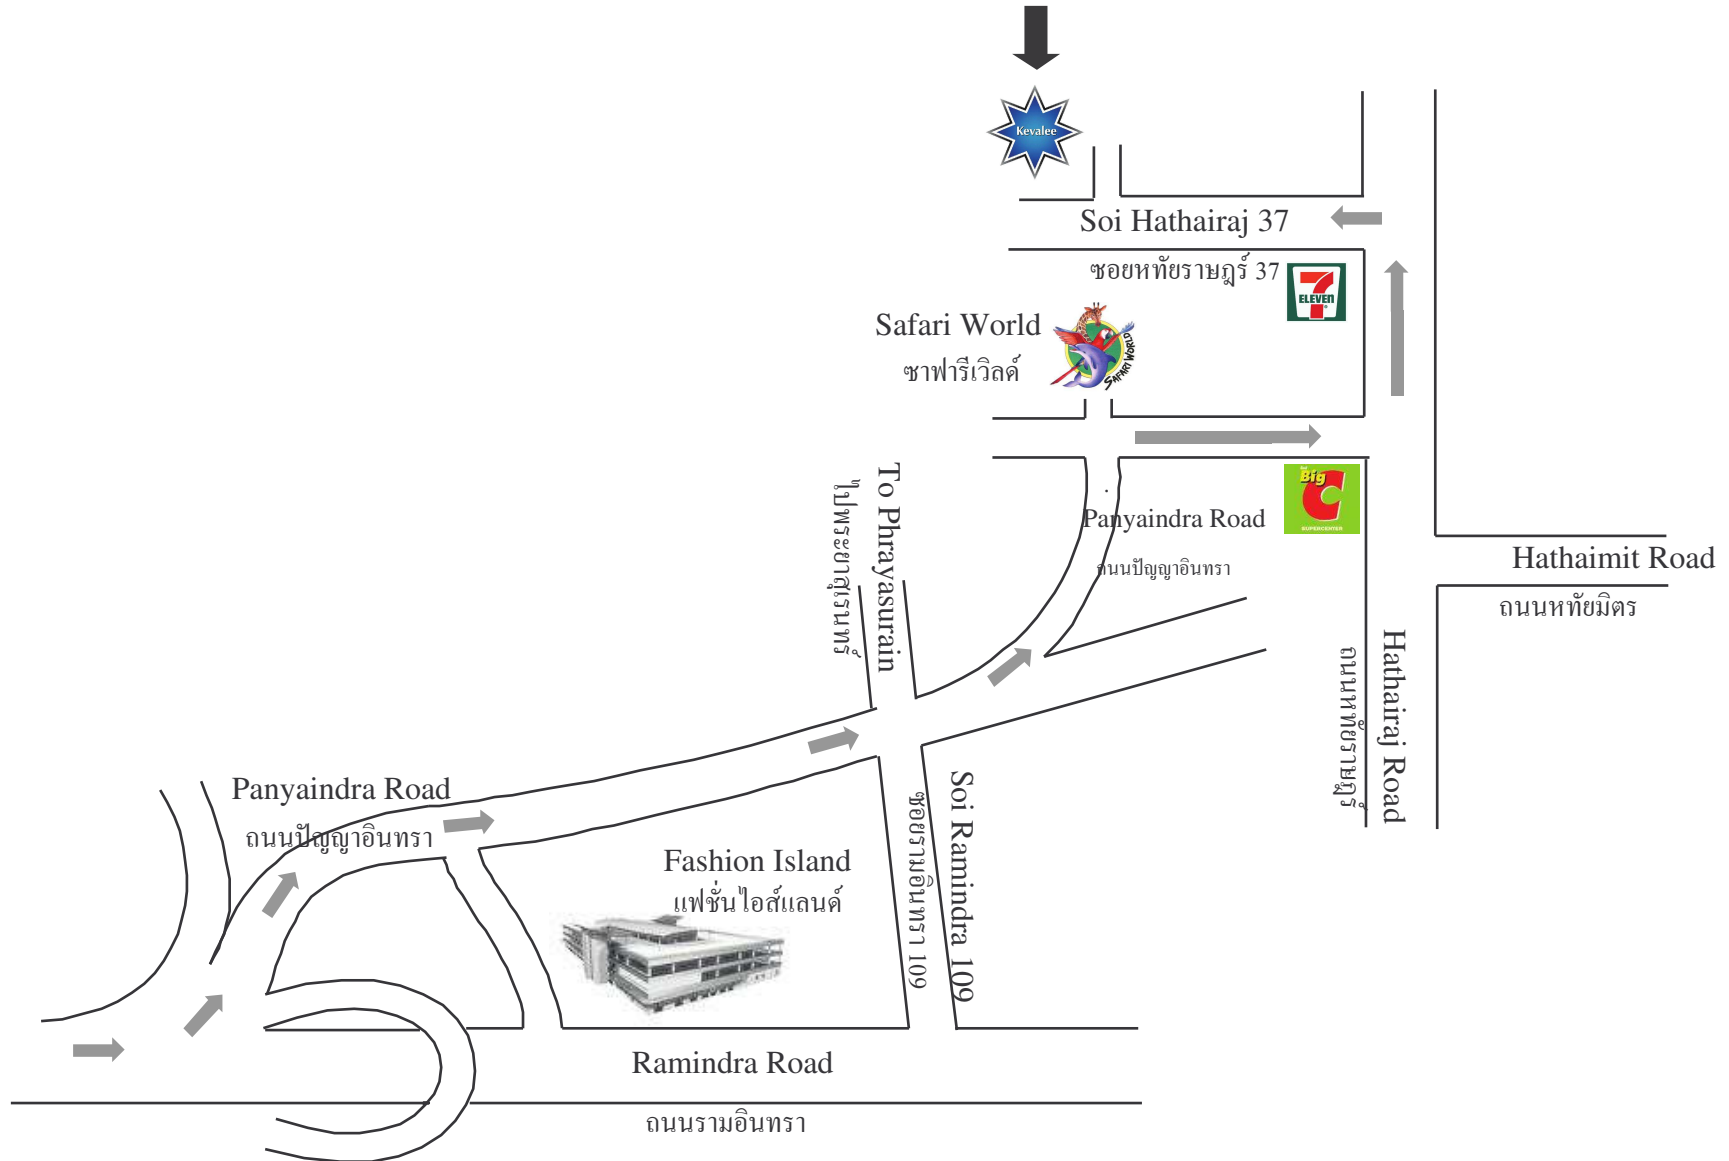 Kevalee
Soi Hathairaj 37
ซอยหทัยราษฎร์ 37
7
ELEVEN
Safari World
ซาฟารีเวิลด์
SAFARI WORLD
To Phrayasurain
ไปพระยาสุเรนทร์
Big
C
SUPERCENTER
Panyaindra Road
ถนนปัญญาอินทรา
Hathaimit Road
ถนนหทัยมิตร
Hathairaj Road
ถนนหทัยราษฎร์
Panyaindra Road
ถนนปัญญาอินทรา
Fashion Island
แฟชั่นไอส์แลนด์
Soi Ramindra 109
ซอยรามอินทรา 109
Ramindra Road
ถนนรามอินทรา